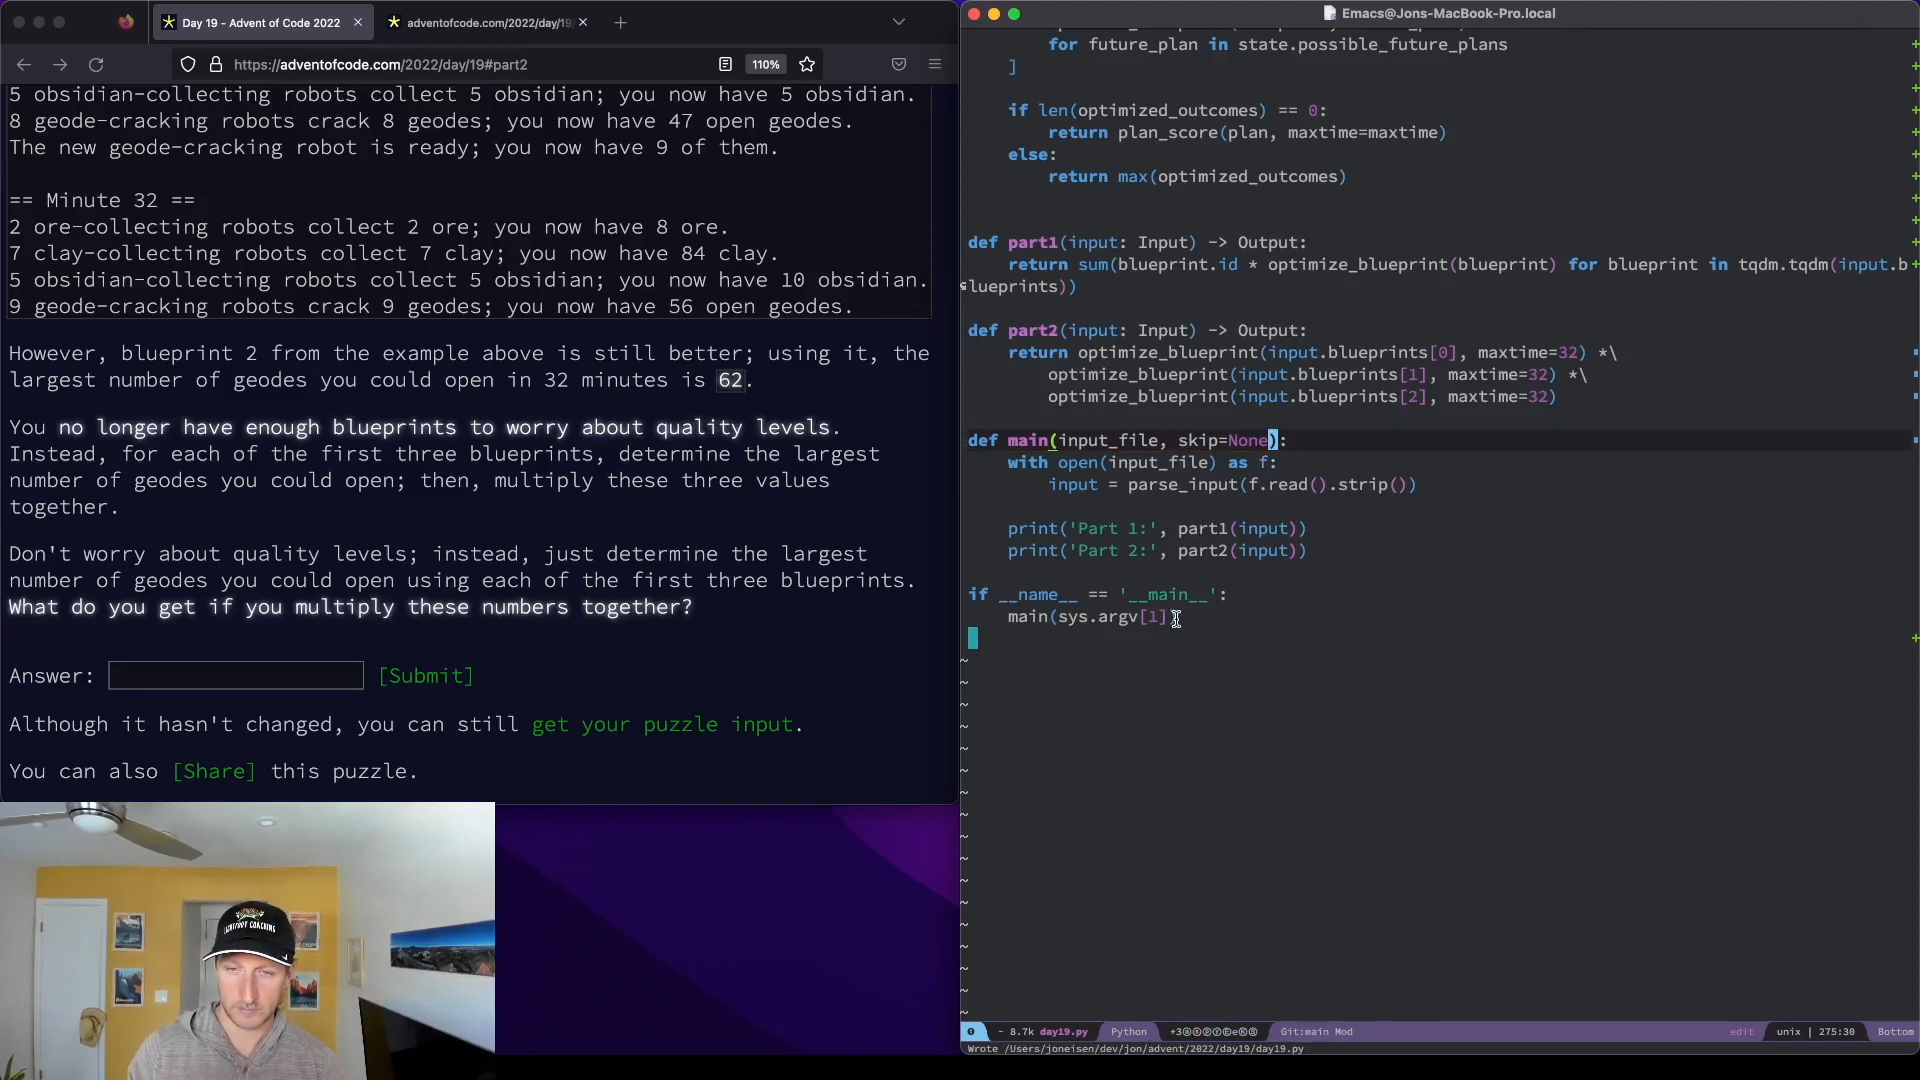 Day 19 - Advent of Code 2022
adventofcode.com/2022/day/19
https://adventofcode.com/2022/day/19#part2
110%
5 obsidian-collecting robots collect 5 obsidian; you now have 5 obsidian.
8 geode-cracking robots crack 8 geodes; you now have 47 open geodes.
The new geode-cracking robot is ready; you now have 9 of them.
== Minute 32 ==
2 ore-collecting robots collect 2 ore; you now have 8 ore.
7 clay-collecting robots collect 7 clay; you now have 84 clay.
5 obsidian-collecting robots collect 5 obsidian; you now have 10 obsidian.
9 geode-cracking robots crack 9 geodes; you now have 56 open geodes.
However, blueprint 2 from the example above is still better; using it, the
largest number of geodes you could open in 32 minutes is 62.
You no longer have enough blueprints to worry about quality levels.
Instead, for each of the first three blueprints, determine the largest
number of geodes you could open; then, multiply these three values
together.
Don't worry about quality levels; instead, just determine the largest
number of geodes you could open using each of the first three blueprints.
What do you get if you multiply these numbers together?
Answer: [Submit]
Although it hasn't changed, you can still get your puzzle input.
You can also [Share] this puzzle.
Emacs@Jons-MacBook-Pro.local
for future_plan in state.possible_future_plans
]
if len(optimized_outcomes) == 0:
return plan_score(plan, maxtime=maxtime)
else:
return max(optimized_outcomes)
def part1(input: Input) -> Output:
return sum(blueprint.id * optimize_blueprint(blueprint) for blueprint in tqdm.tqdm(input.b
lueprints))
def part2(input: Input) -> Output:
return optimize_blueprint(input.blueprints[0], maxtime=32) *\
optimize_blueprint(input.blueprints[1], maxtime=32) *\
optimize_blueprint(input.blueprints[2], maxtime=32)
def main(input_file, skip=None):
with open(input_file) as f:
input = parse_input(f.read().strip())
print('Part 1:', part1(input))
print('Part 2:', part2(input))
if __name__ == '__main__':
main(sys.argv[1])
- 8.7k day19.py Python Git:main Mod edit unix | 275:30 Bottom
Wrote /Users/joneisen/dev/jon/advent/2022/day19/day19.py